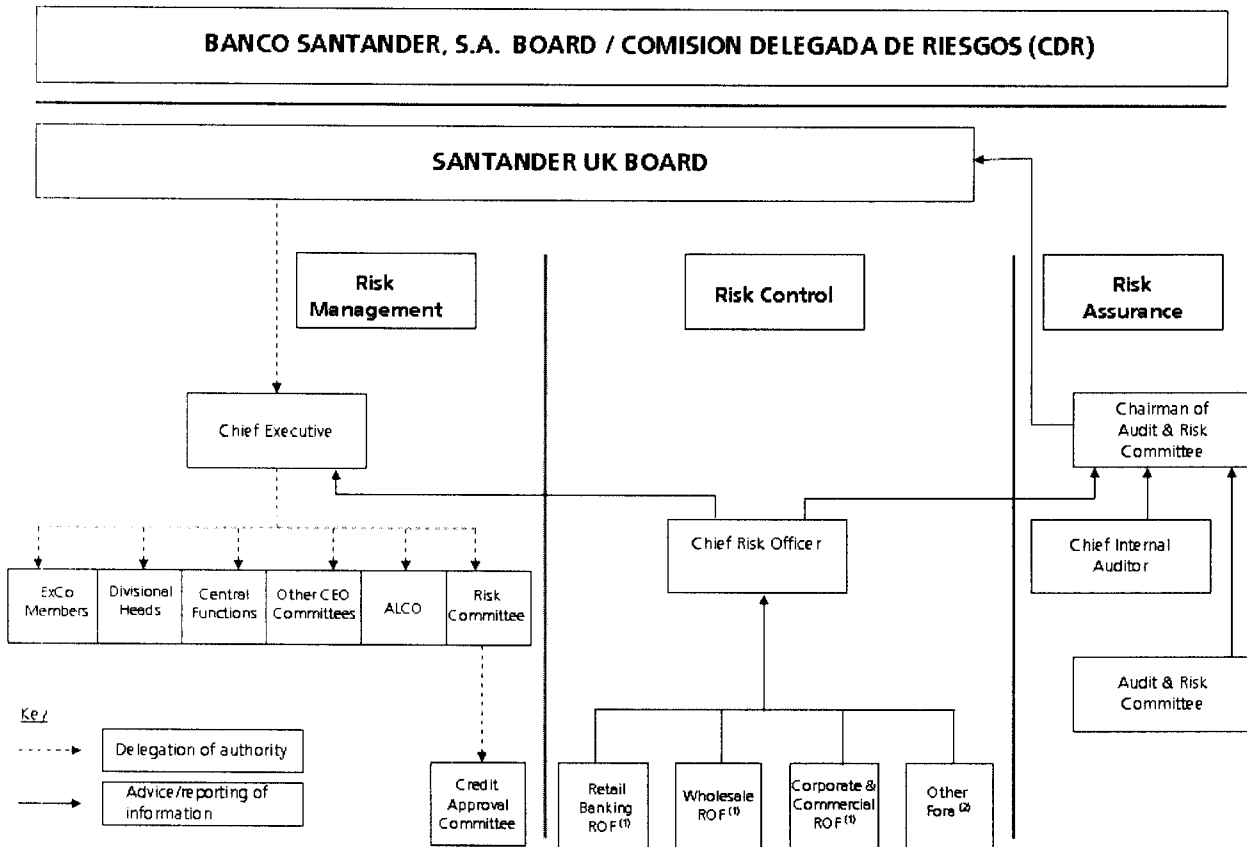 BANCO SANTANDER, S.A. BOARD / COMISION DELEGADA DE RIESGOS (CDR)
SANTANDER UK BOARD
Risk
Management
Risk Control
Risk
Assurance
Chief Executive
Chairman of
Audit & Risk
Committee
Chief Risk Officer
Chief Internal
Auditor
ExCo
Members
Divisional
Heads
Central
Functions
Other CEO
Committees
ALCO
Risk
Committee
Audit & Risk
Committee
Key
Delegation of authority
Advice/reporting of
information
Credit
Approval
Committee
Retail
Banking
ROF (1)
Wholesale
ROF (1)
Corporate &
Commercial
ROF (1)
Other
Fora (2)